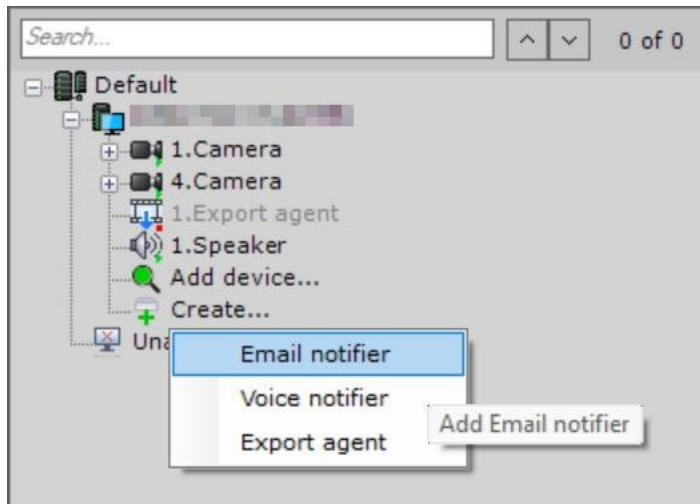 Search...
0 of 0
Default
1.Camera
4.Camera
1.Export agent
1.Speaker
Add device...
Create...
Una
Email notifier
Voice notifier
Add Email notifier
Export agent